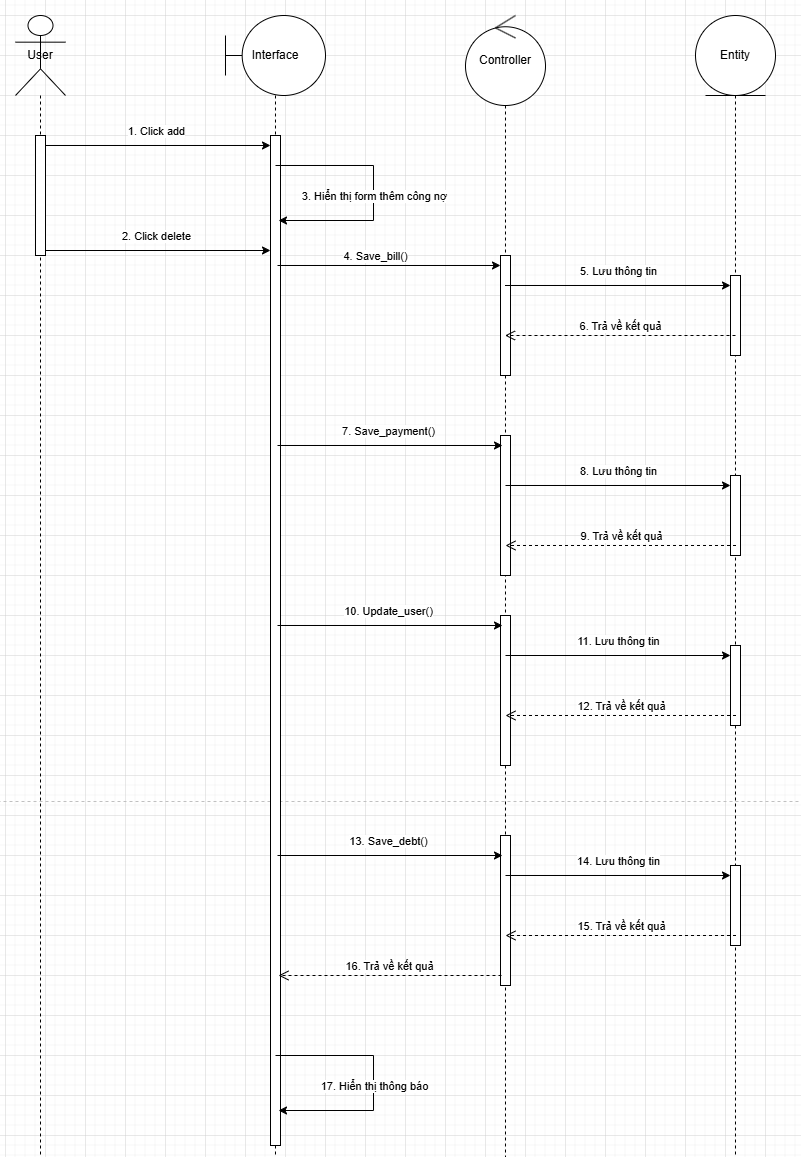 User
Interface
Controller
Entity
1. Click add
3. Hiển thị form thêm công nợ
2. Click delete
4. Save_bill()
5. Lưu thông tin
6. Trả về kết quả
7. Save_payment()
8. Lưu thông tin
9. Trả về kết quả
10. Update_user()
11. Lưu thông tin
12. Trả về kết quả
13. Save_debt()
14. Lưu thông tin
15. Trả về kết quả
16. Trả về kết quả
17. Hiển thị thông báo